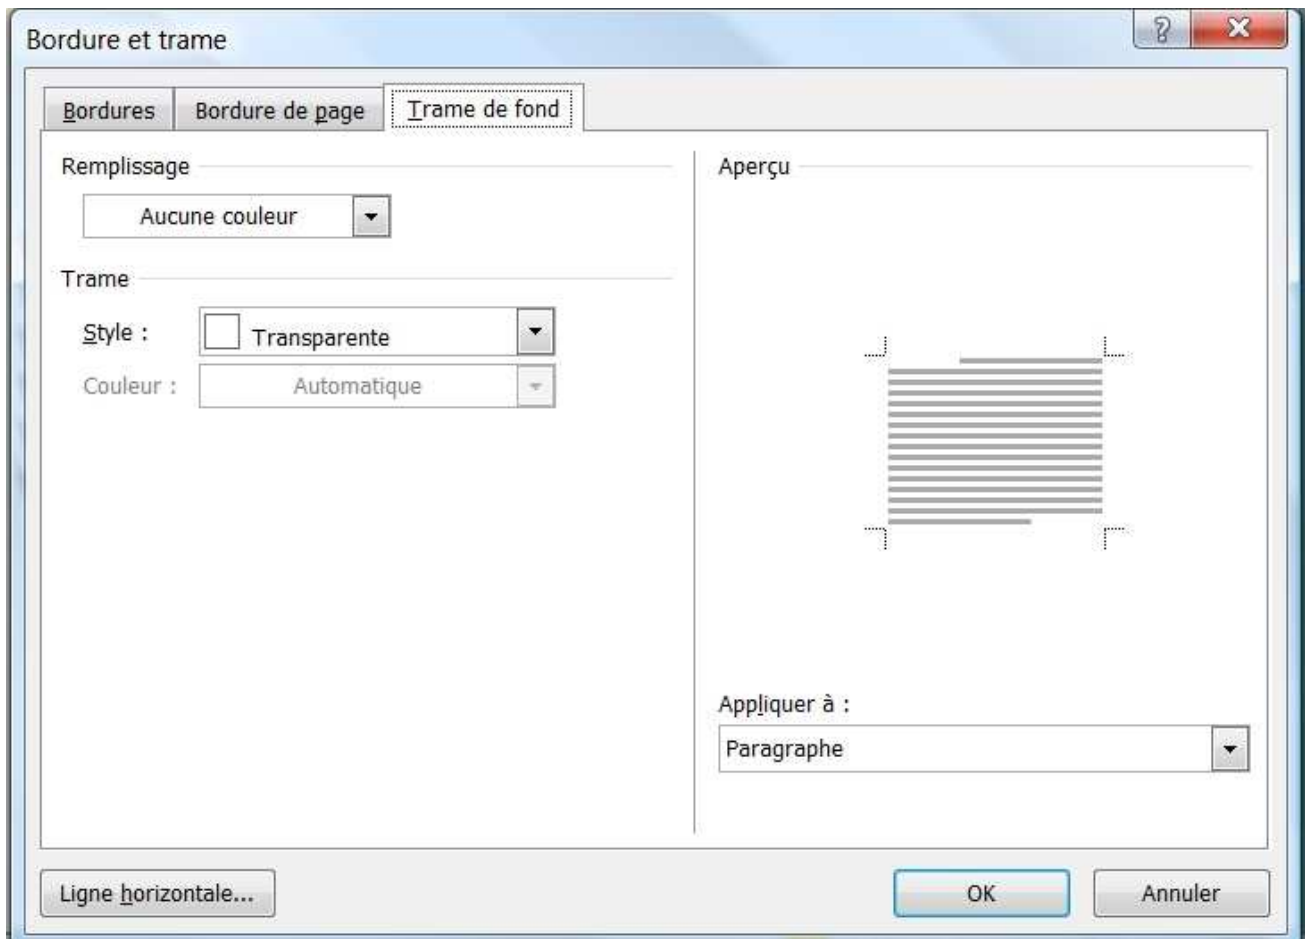 Bordure et trame
Bordures
Bordure de page
Trame de fond
Remplissage
Aucune couleur
Trame
Style :
Transparente
Couleur :
Automatique
Aperçu
Appliquer à :
Paragraphe
Ligne horizontale...
OK
Annuler